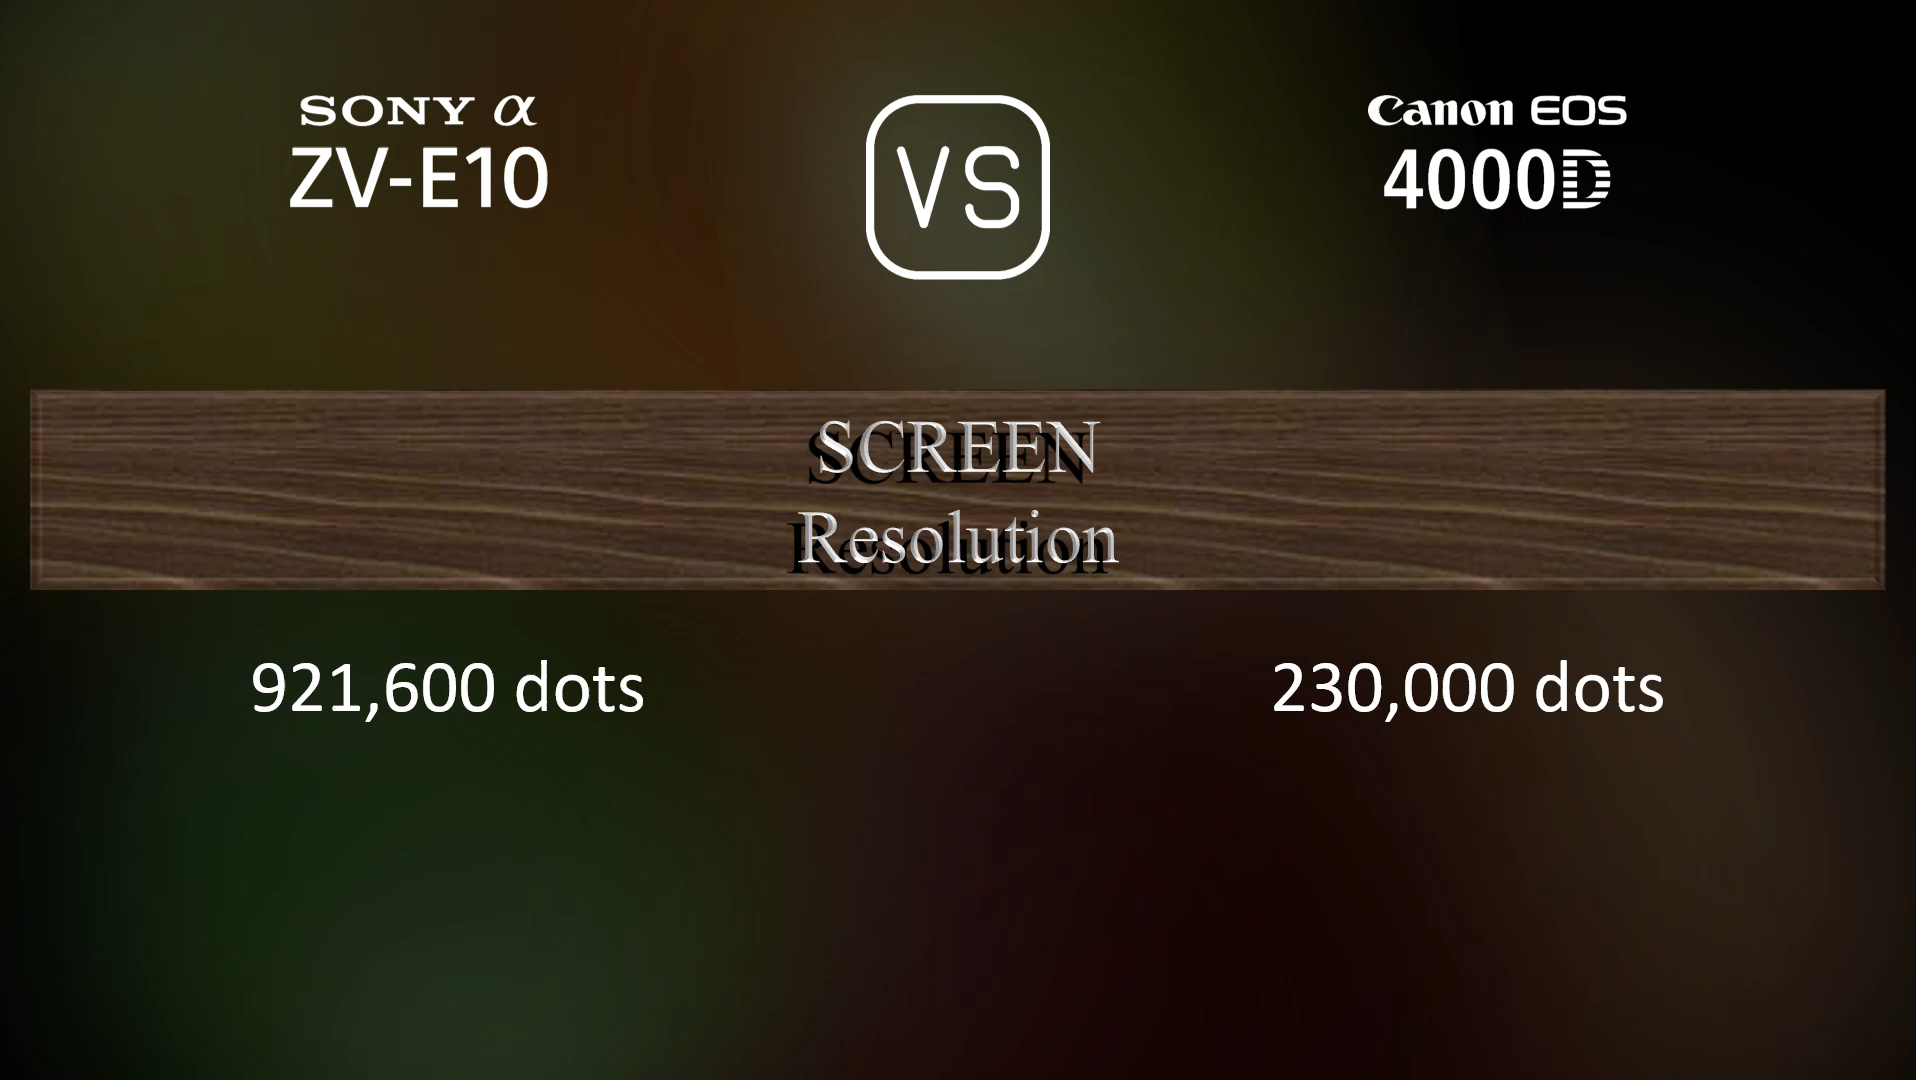 SONY α
ZV-E10
VS
Canon EOS
4000D
SCREEN
Resolution
921,600 dots
230,000 dots